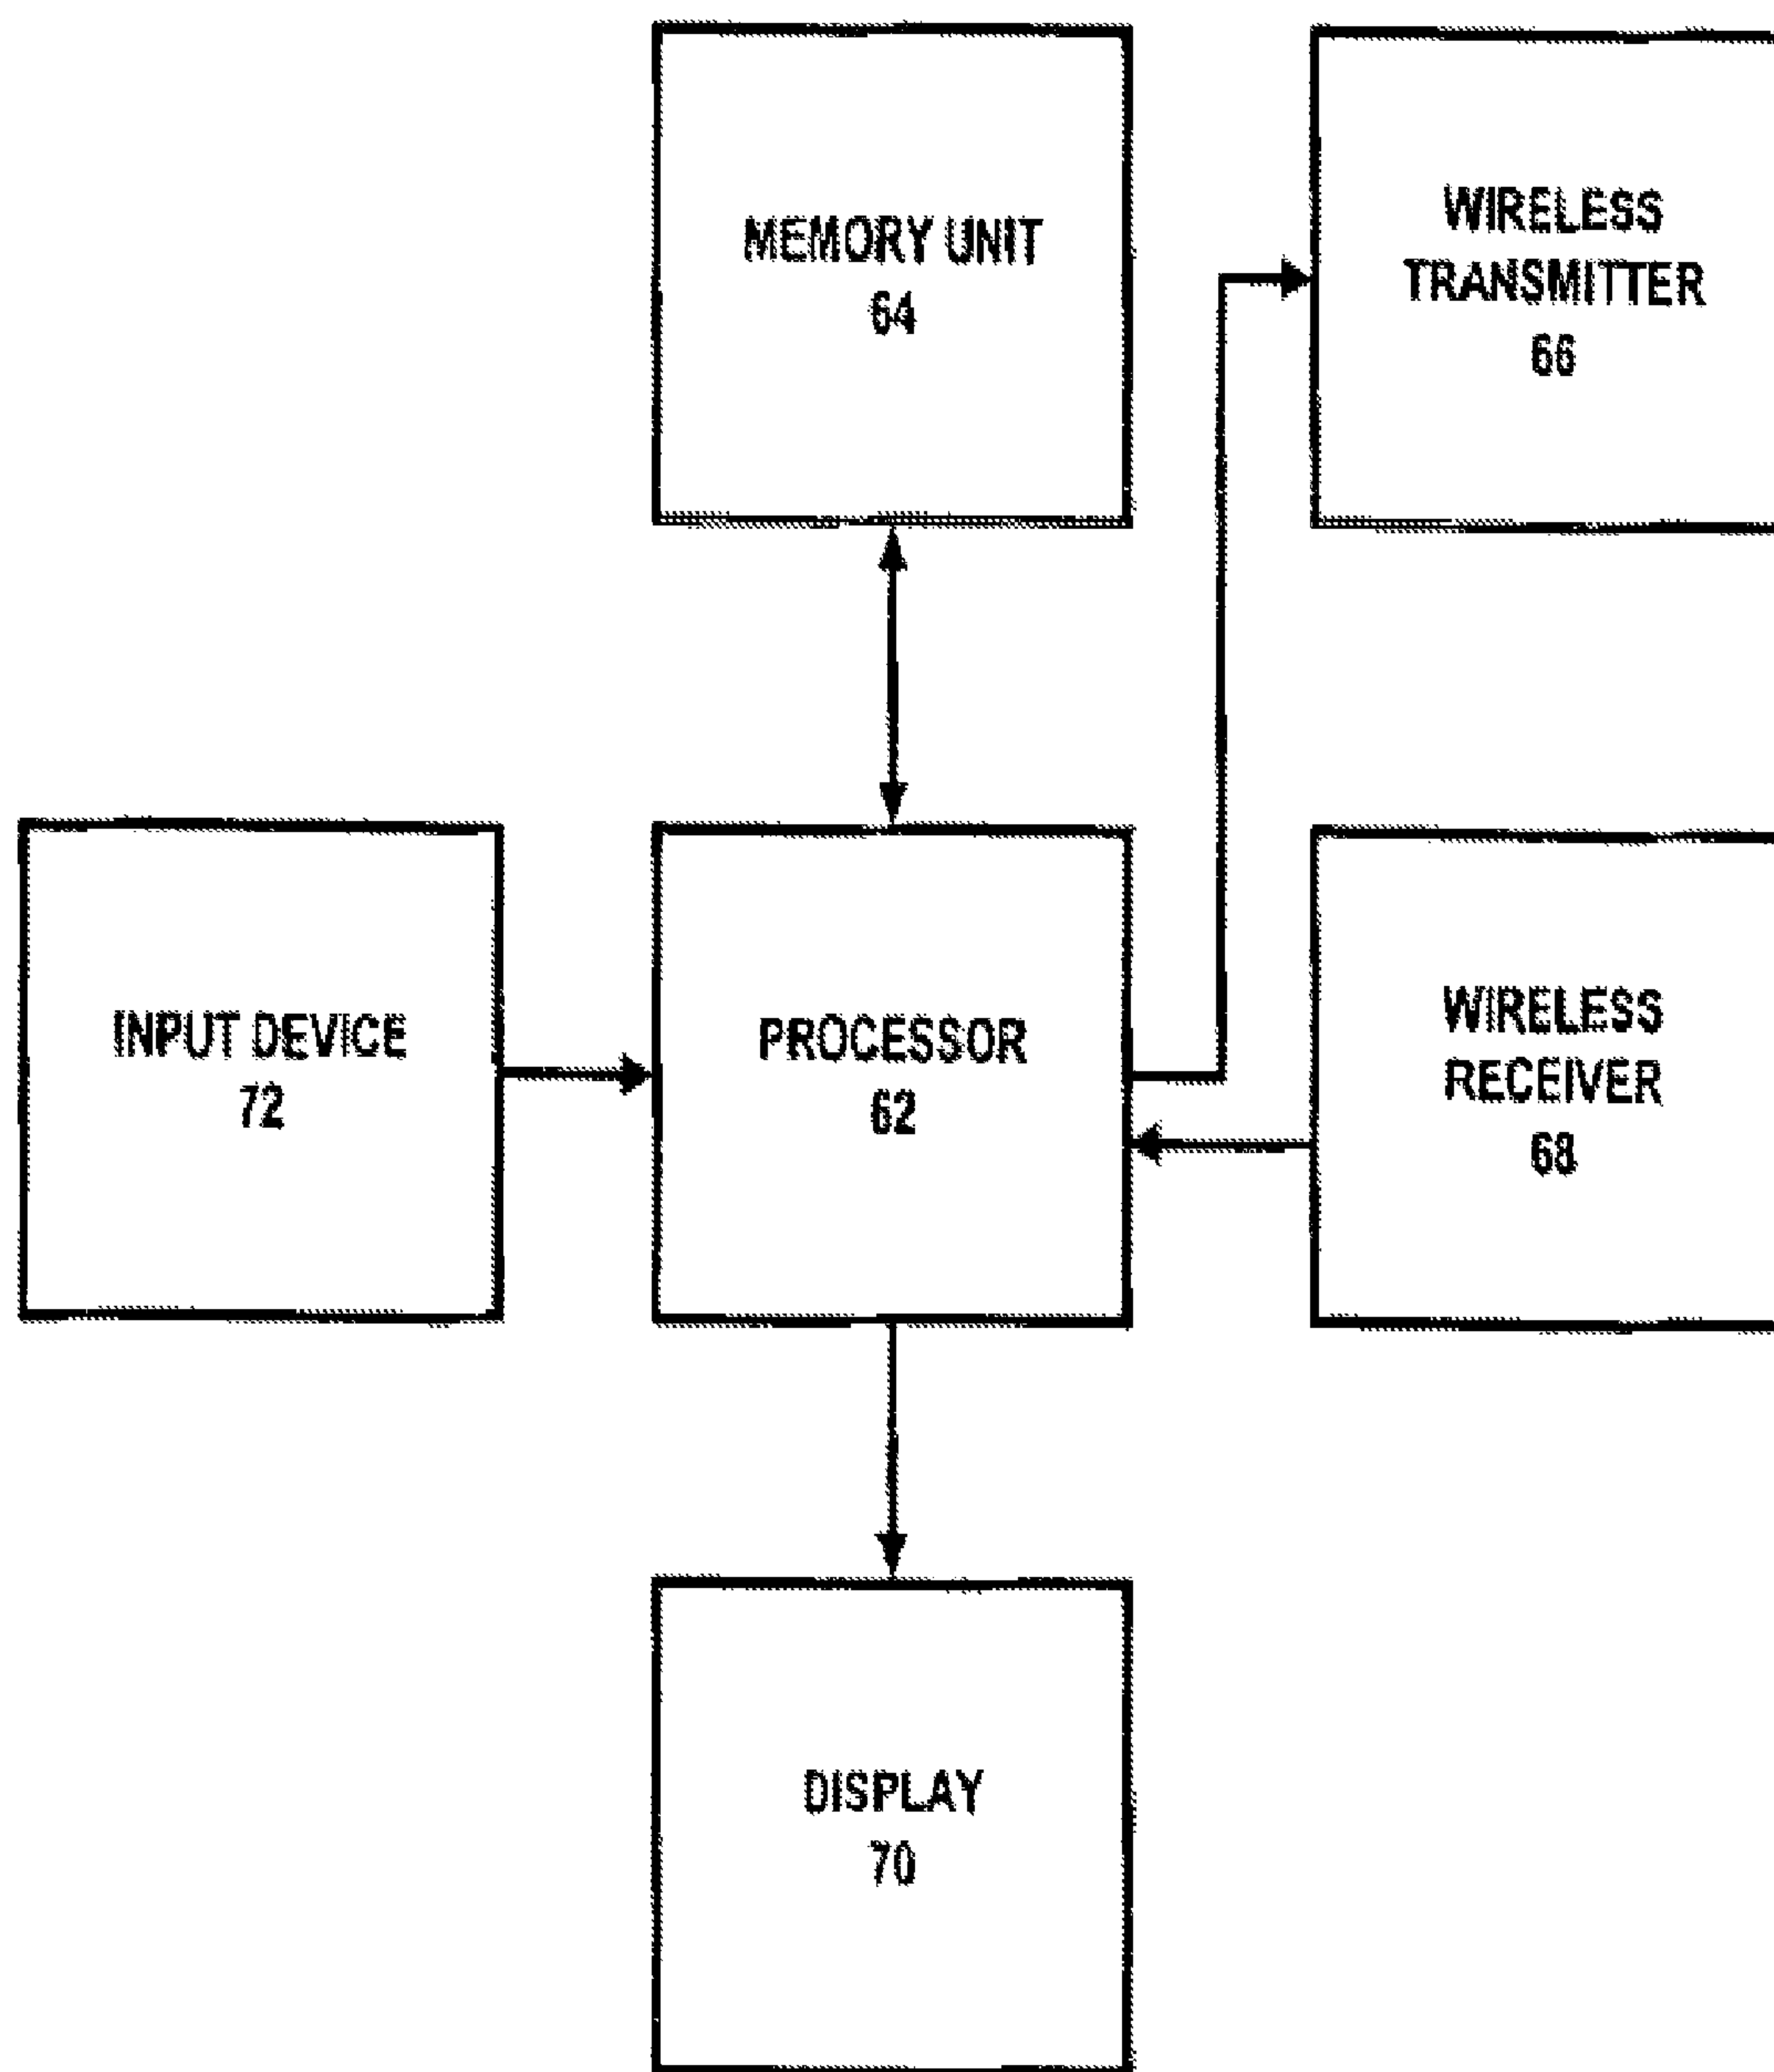 MEMORY UNIT
64
WIRELESS
TRANSMITTER
66
INPUT DEVICE
72
PROCESSOR
62
WIRELESS
RECEIVER
68
DISPLAY
70